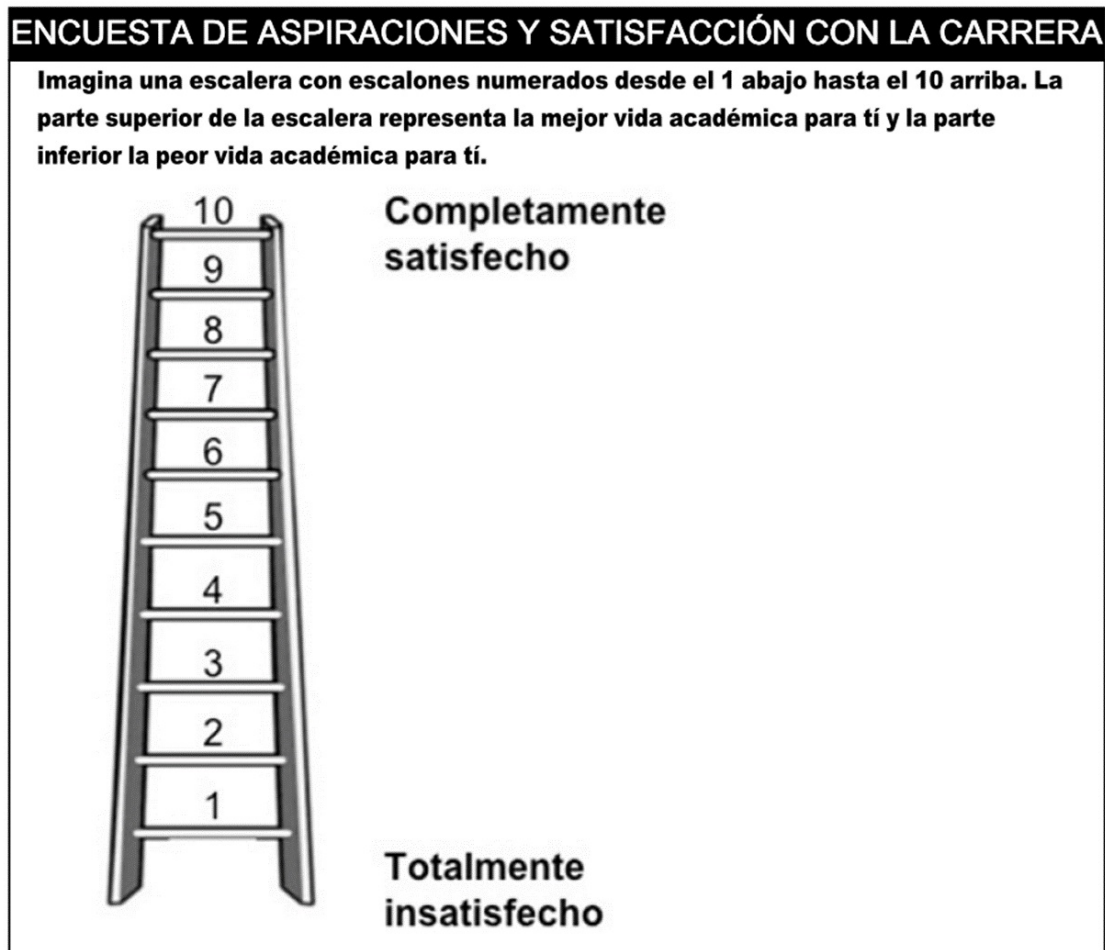 ENCUESTA DE ASPIRACIONES Y SATISFACCIÓN CON LA CARRERA
Imagina una escalera con escalones numerados desde el 1 abajo hasta el 10 arriba. La
parte superior de la escalera representa la mejor vida académica para tí y la parte
inferior la peor vida académica para tí.
10
Completamente
satisfecho
9
8
7
6
5
4
3
2
1
Totalmente
insatisfecho